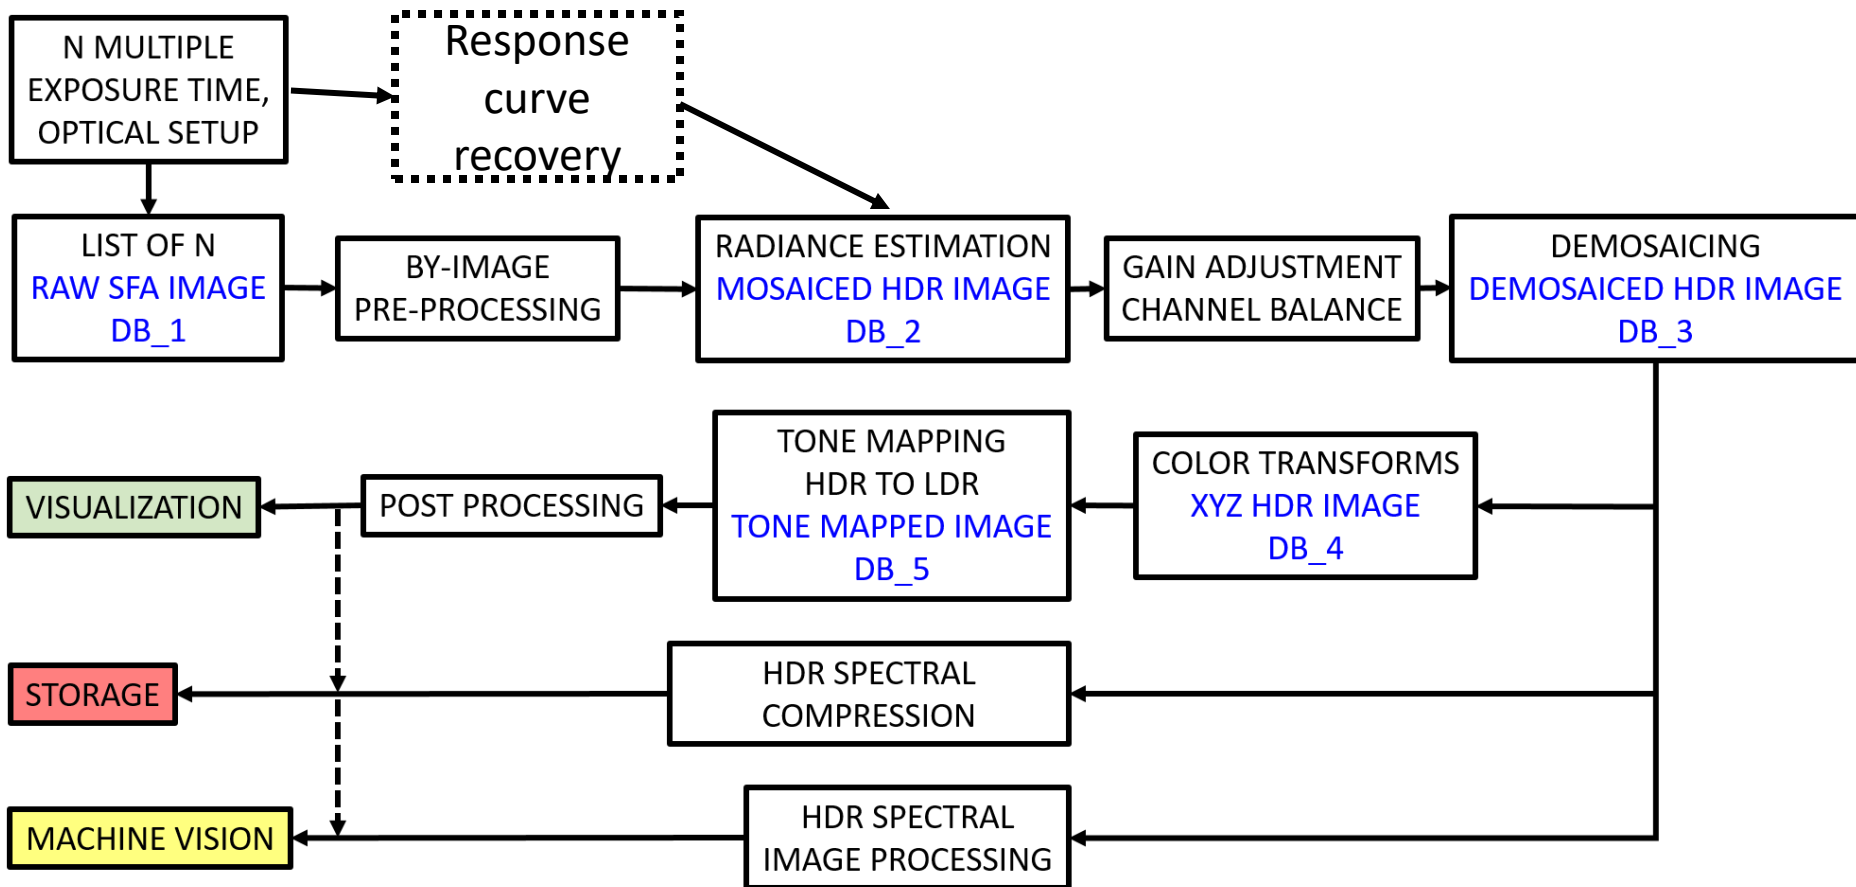 N MULTIPLE
EXPOSURE TIME,
OPTICAL SETUP
Response
curve
recovery
LIST OF N
RAW SFA IMAGE
DB_1
BY-IMAGE
PRE-PROCESSING
RADIANCE ESTIMATION
MOSAICED HDR IMAGE
DB_2
GAIN ADJUSTMENT
CHANNEL BALANCE
DEMOSAICING
DEMOSAICED HDR IMAGE
DB_3
VISUALIZATION
POST PROCESSING
TONE MAPPING
HDR TO LDR
TONE MAPPED IMAGE
DB_5
COLOR TRANSFORMS
XYZ HDR IMAGE
DB_4
STORAGE
HDR SPECTRAL
COMPRESSION
MACHINE VISION
HDR SPECTRAL
IMAGE PROCESSING